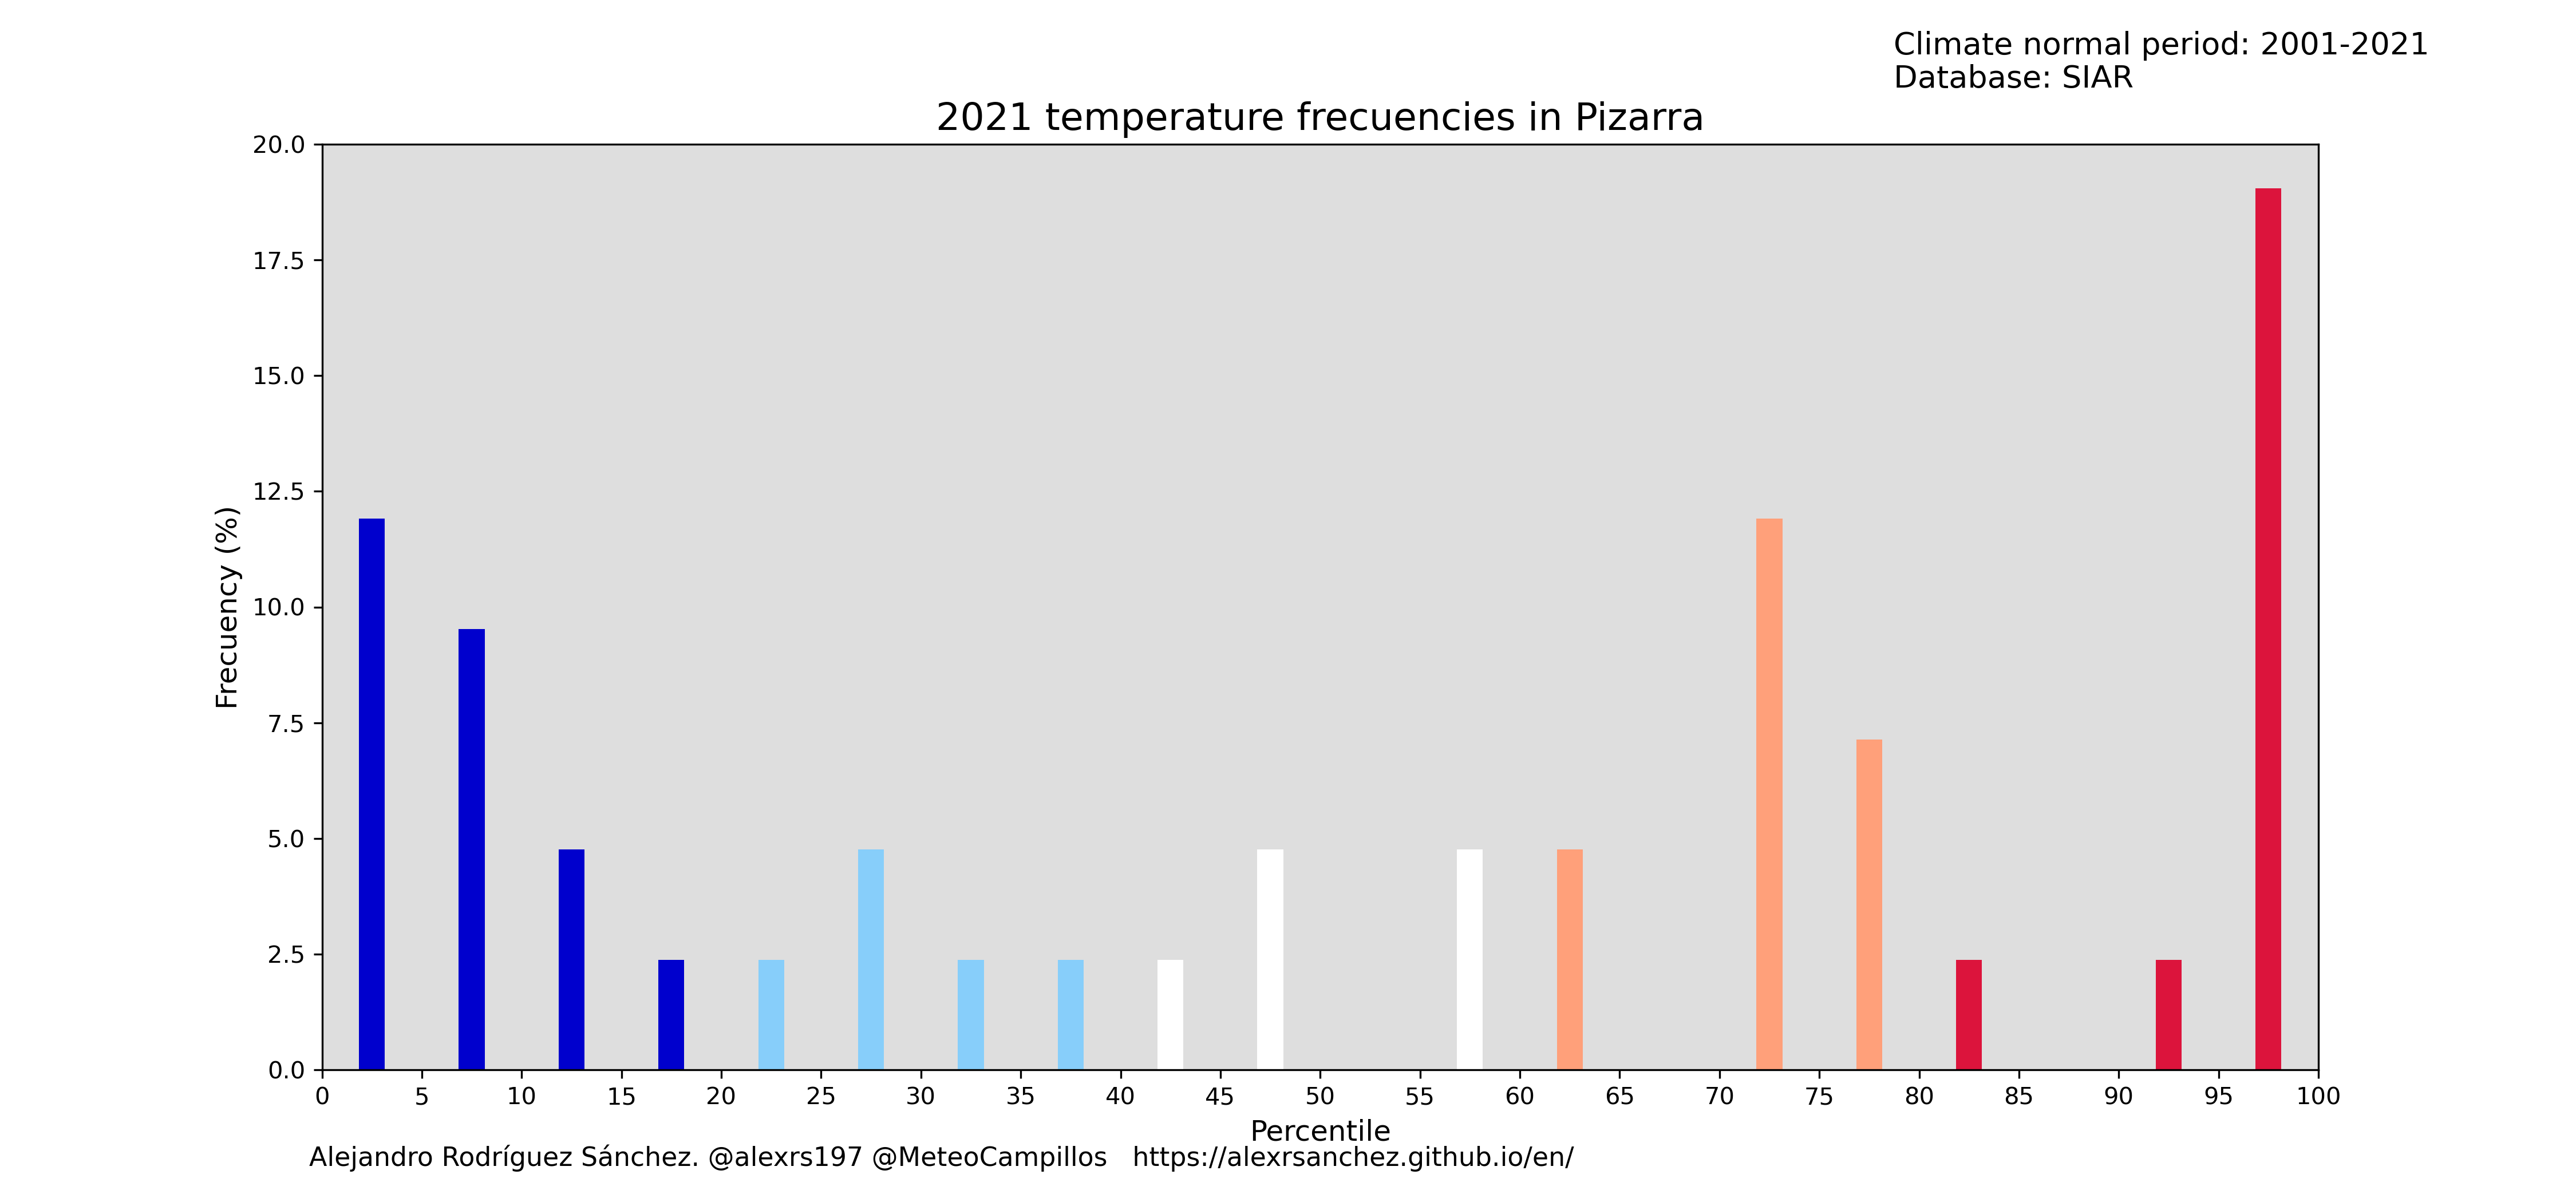 Climate normal period: 2001-2021
Database: SIAR
2021 temperature frecuencies in Pizarra
20.0
17.5
15.0
12.5
10.0
7.5
5.0
2.5
0.0
Frecuency (%)
0 5 10 15 20 25 30 35 40 45 50 55 60 65 70 75 80 85 90 95 100
Percentile
Alejandro Rodríguez Sánchez. @alexrs197 @MeteoCampillos https://alexrsanchez.github.io/en/